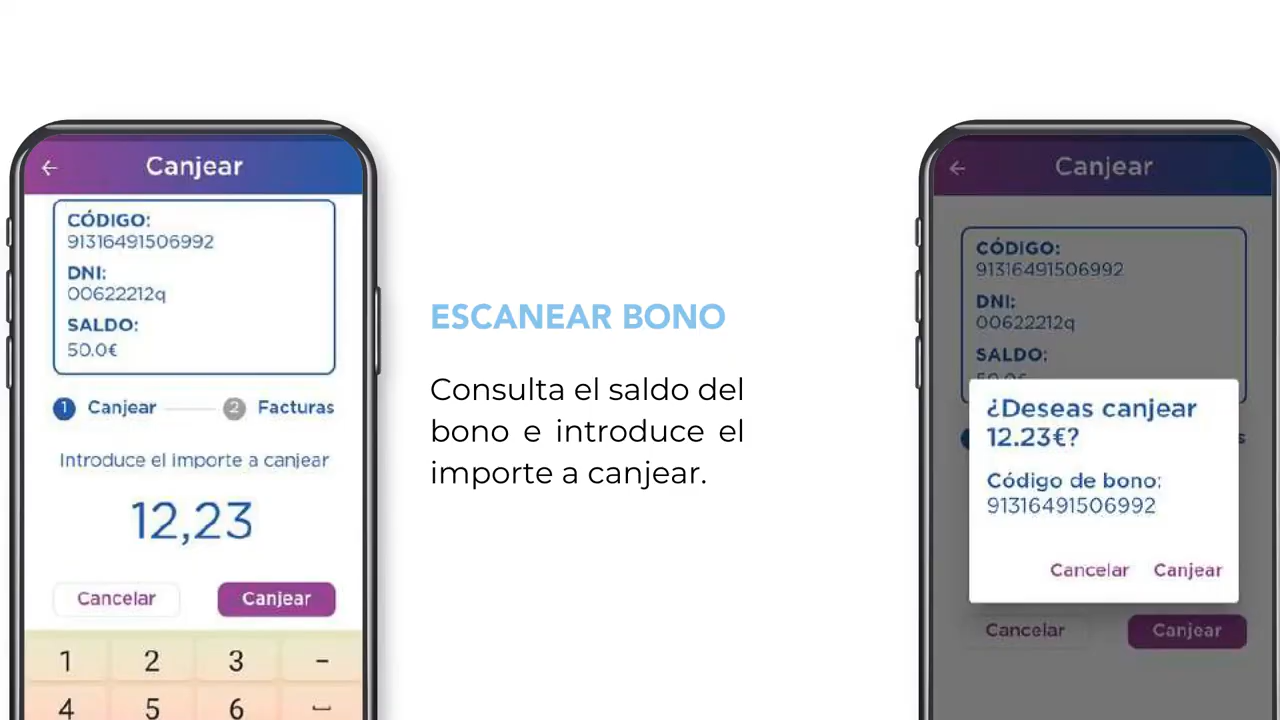 Canjear
CÓDIGO:
91316491506992
DNI:
00622212q
SALDO:
50.0€
1 Canjear 2 Facturas
Introduce el importe a canjear
12,23
Cancelar Canjear
1 2 3 -
4 5 6
ESCANEAR BONO
Consulta el saldo del
bono e introduce el
importe a canjear.
Canjear
CÓDIGO:
91316491506992
DNI:
00622212q
SALDO:
50.0€
s
¿Deseas canjear
12.23€?
Código de bono:
91316491506992
Cancelar Canjear
Cancelar Canjear